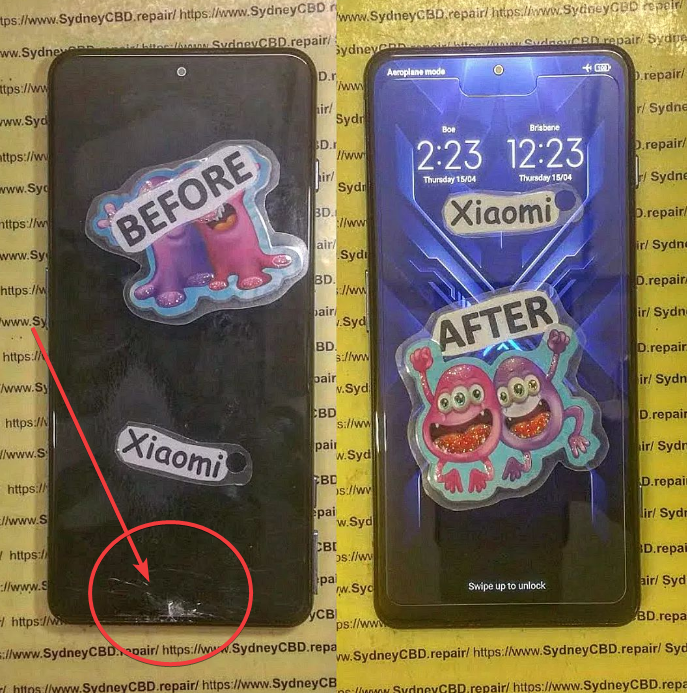 https://www.SydneyCBD.repair/ https://www.SydneyCBD.repair/
BEFORE
Xiaomi
Aeroplane mode
100
Boe
Brisbane
2:23
12:23
Thursday 15/04
Thursday 15/04
Xiaomi
AFTER
Swipe up to unlock
https://www.SydneyCBD.repair/ https://www.SydneyCBD.repair/